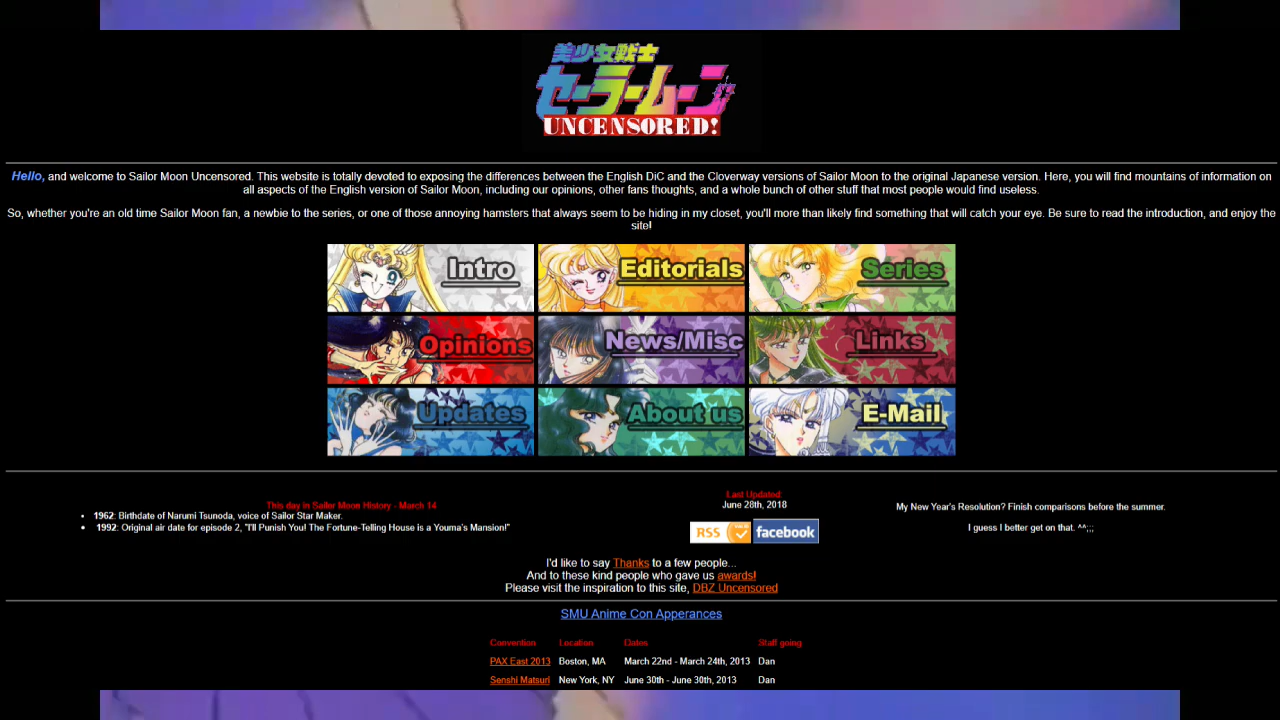 美少女戦士
セーラームーン
UNCENSORED!
Hello, and welcome to Sailor Moon Uncensored. This website is totally devoted to exposing the differences between the English DiC and the Cloverway versions of Sailor Moon to the original Japanese version. Here, you will find mountains of information on
all aspects of the English version of Sailor Moon, including our opinions, other fans thoughts, and a whole bunch of other stuff that most people would find useless.
So, whether you're an old time Sailor Moon fan, a newbie to the series, or one of those annoying hamsters that always seem to be hiding in my closet, you'll more than likely find something that will catch your eye. Be sure to read the introduction, and enjoy the
site!
Intro
Editorials
Series
Opinions
News/Misc
Links
Updates
About us
E-Mail
This day in Sailor Moon History - March 14
1962: Birthdate of Narumi Tsunoda, voice of Sailor Star Maker.
1992: Original air date for episode 2, "I'll Punish You! The Fortune-Telling House is a Youma's Mansion!"
Last Updated
June 28th, 2018
RSS
facebook
My New Year's Resolution? Finish comparisons before the summer.
I guess I better get on that. ^^;;;
I'd like to say Thanks to a few people...
And to these kind people who gave us awards!
Please visit the inspiration to this site, DBZ Uncensored
SMU Anime Con Apperances
Convention Location Dates Staff going
PAX East 2013 Boston, MA March 22nd - March 24th, 2013 Dan
Senshi Matsuri New York, NY June 30th - June 30th, 2013 Dan